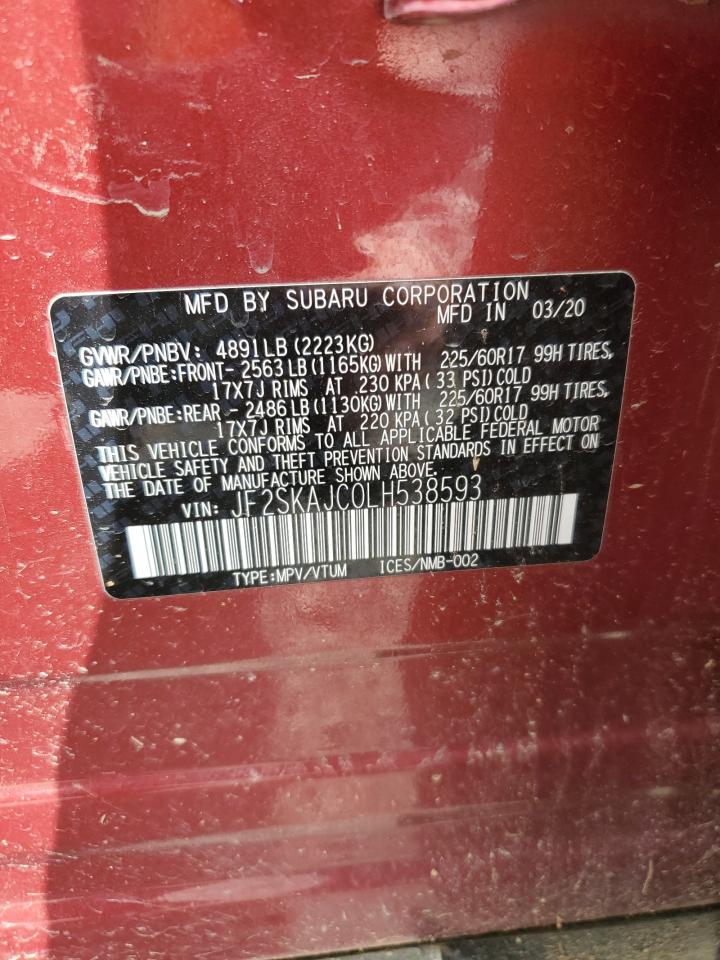 MFD BY SUBARU CORPORATION
MFD IN 03/20
GVWR/PNBV: 4891LB (2223KG)
GAWR/PNBE:FRONT- 2563 LB (1165KG) WITH 225/60R17 99H TIRES,
17X7J RIMS AT 230 KPA ( 33 PSI) COLD
GAWR/PNBE:REAR - 2486 LB (1130KG) WITH 225/60R17 99H TIRES,
17X7J RIMS AT 220 KPA ( 32 PSI) COLD
THIS VEHICLE CONFORMS TO ALL APPLICABLE FEDERAL MOTOR
VEHICLE SAFETY AND THEFT PREVENTION STANDARDS IN EFFECT ON
THE DATE OF MANUFACTURE SHOWN ABOVE.
VIN: JF2SKAJC0LH538593
TYPE:MPV/VTUM ICES/NMB-002